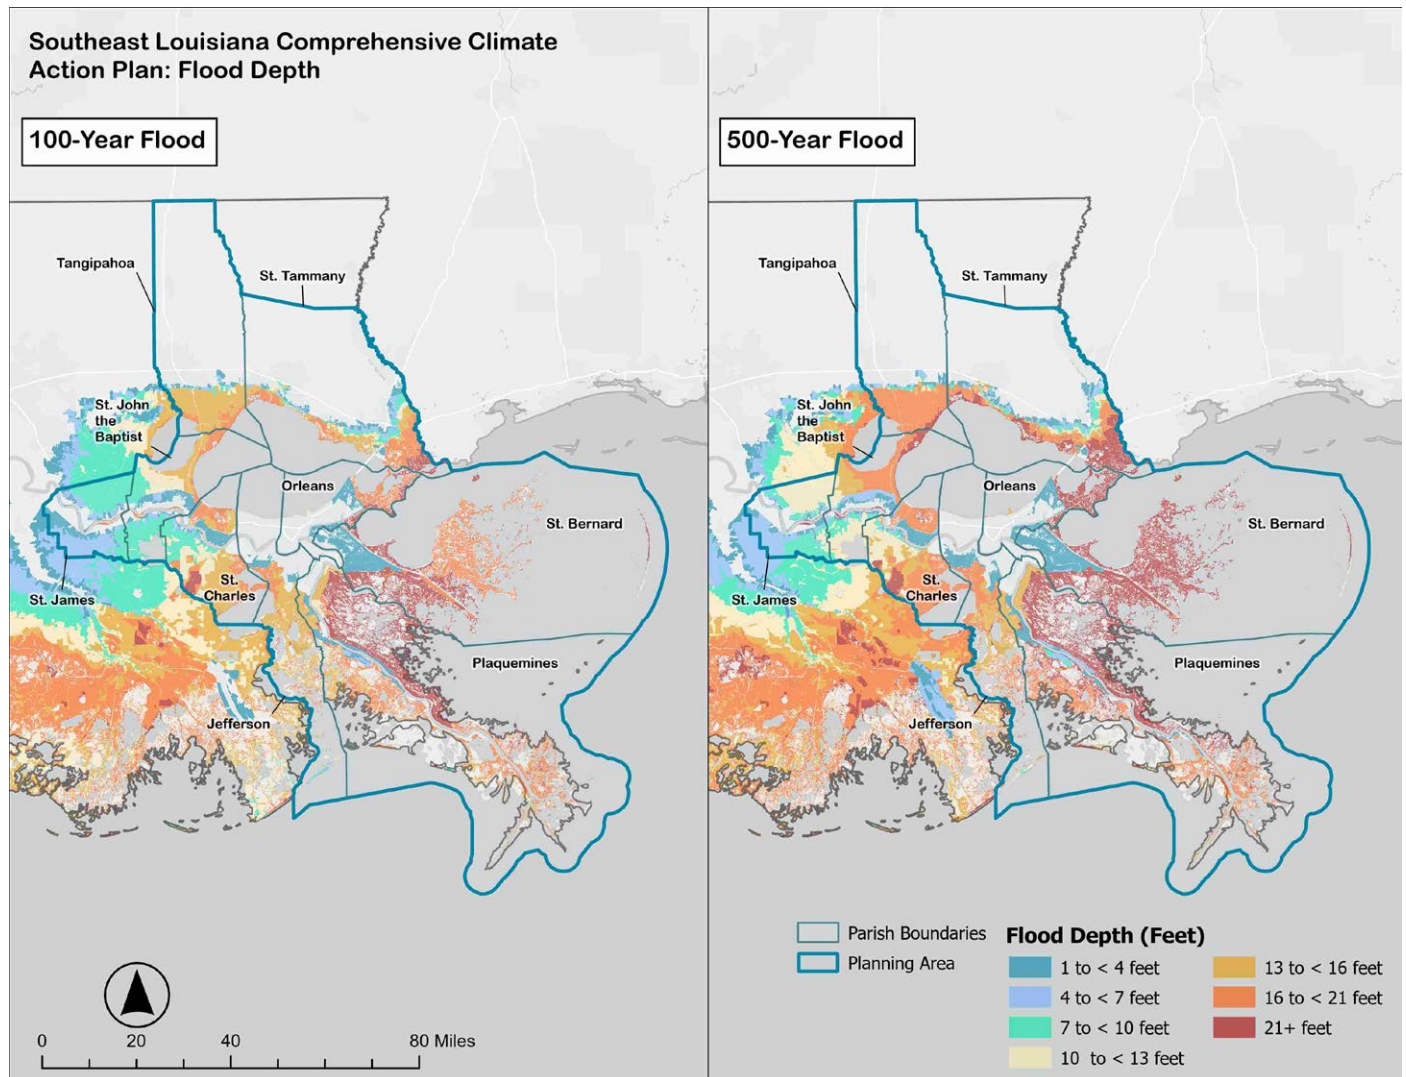 Southeast Louisiana Comprehensive Climate
Action Plan: Flood Depth
100-Year Flood
Tangipahoa
St. Tammany
St. John
the
Baptist
Orleans
St. Bernard
St.
Charles
St. James
Plaquemines
Jefferson
0 20 40 80 Miles
500-Year Flood
Tangipahoa
St. Tammany
St. John
the
Baptist
Orleans
St. Bernard
St.
Charles
St. James
Plaquemines
Jefferson
Parish Boundaries
Planning Area
Flood Depth (Feet)
1 to < 4 feet
4 to < 7 feet
7 to < 10 feet
10 to < 13 feet
13 to < 16 feet
16 to < 21 feet
21+ feet